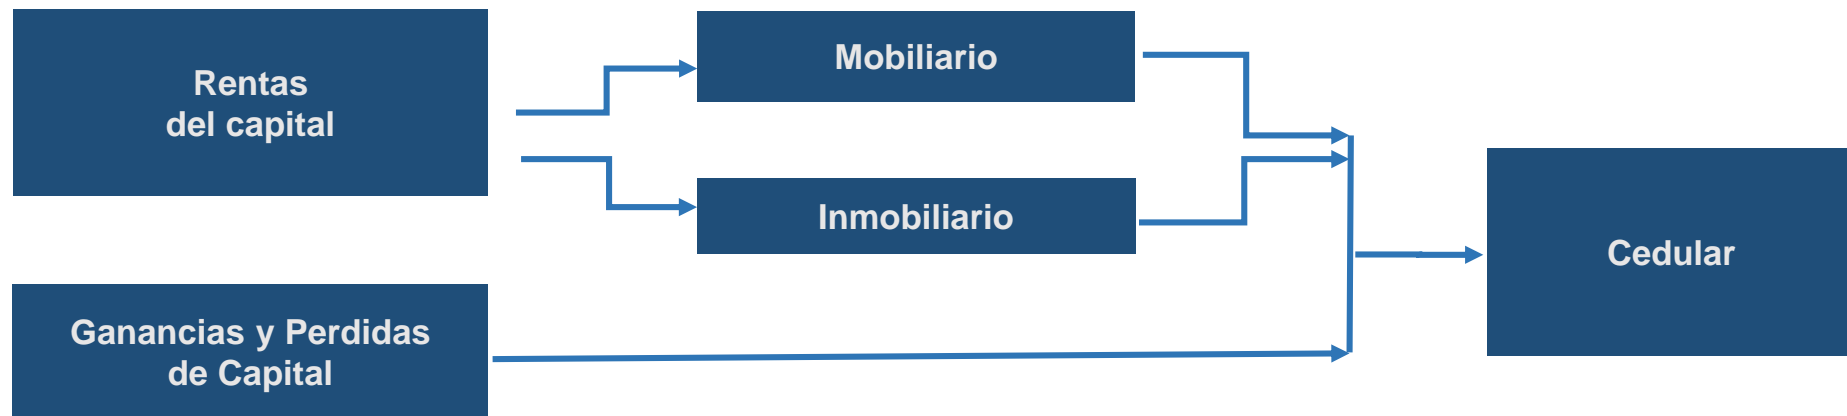 Rentas
del capital
Mobiliario
Inmobiliario
Ganancias y Perdidas
de Capital
Cedular